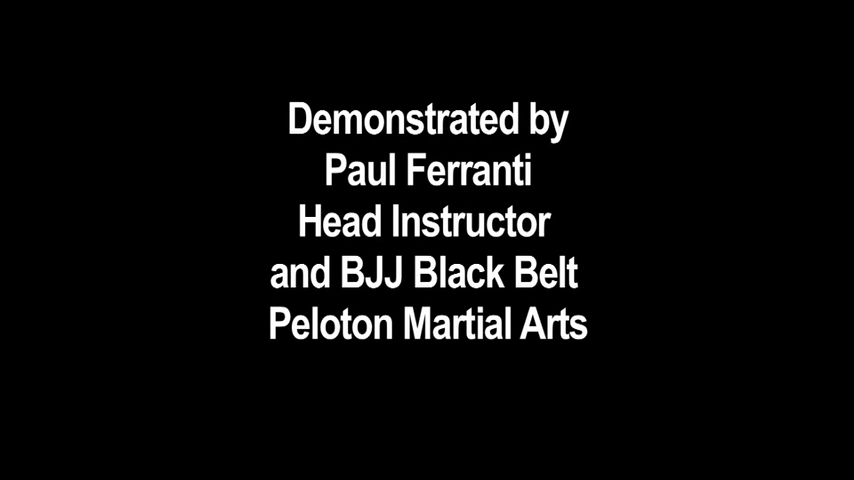 Demonstrated by
Paul Ferranti
Head Instructor
and BJJ Black Belt
Peloton Martial Arts